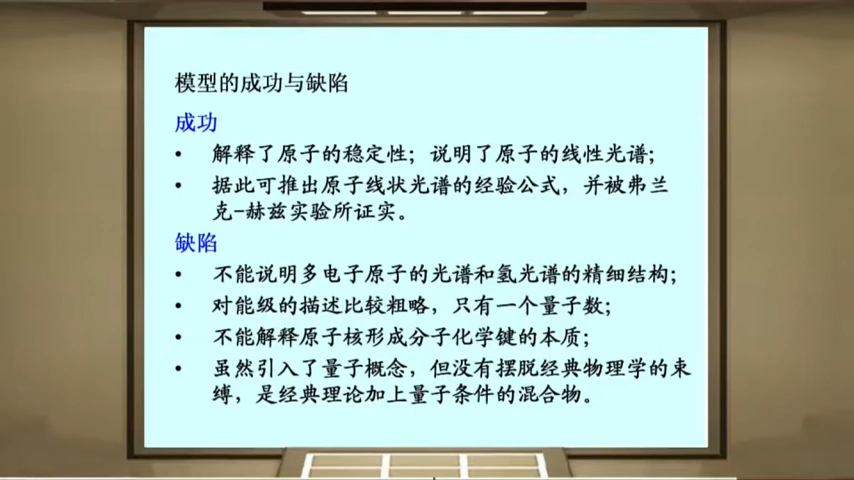 模型的成功与缺陷
成功
• 解释了原子的稳定性；说明了原子的线性光谱；
• 据此可推出原子线状光谱的经验公式，并被弗兰
克-赫兹实验所证实。
缺陷
• 不能说明多电子原子的光谱和氢光谱的精细结构；
• 对能级的描述比较粗略，只有一个量子数；
• 不能解释原子核形成分子化学键的本质；
• 虽然引入了量子概念，但没有摆脱经典物理学的束
缚，是经典理论加上量子条件的混合物。